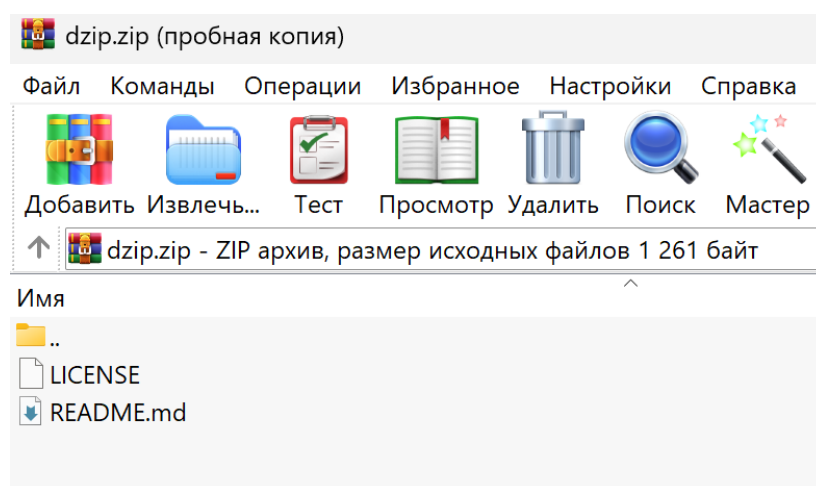 dzip.zip (пробная копия)
Файл Команды Операции Избранное Настройки Справка
Добавить Извлечь... Тест Просмотр Удалить Поиск Мастер
dzip.zip - ZIP архив, размер исходных файлов 1 261 байт
Имя
..
LICENSE
README.md